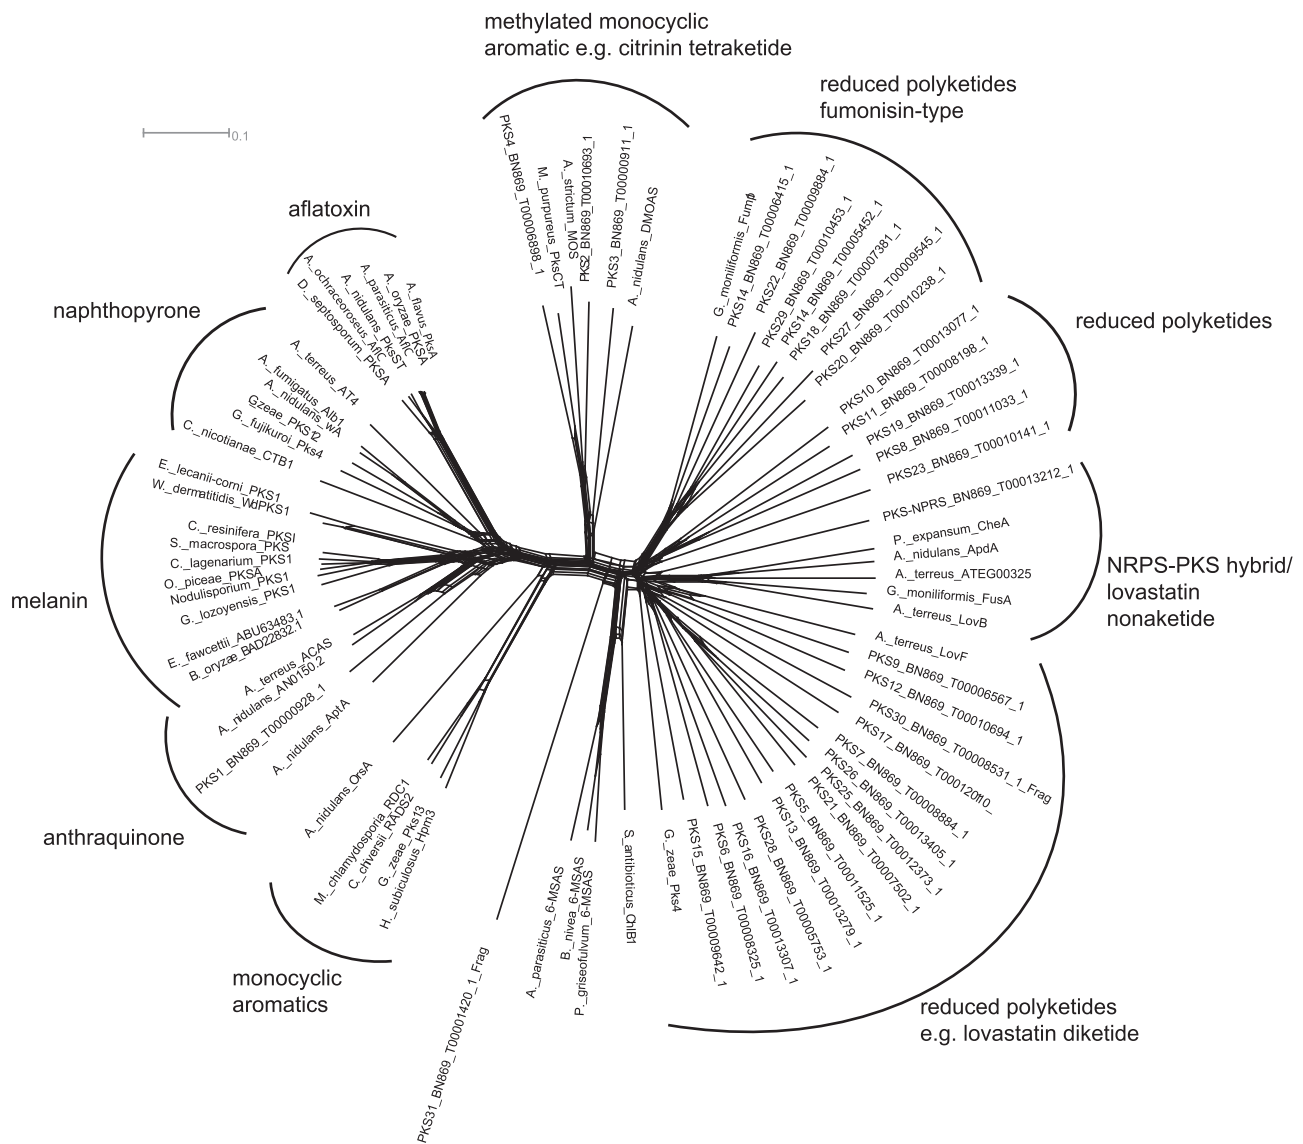 methylated monocyclic
aromatic e.g. citrinin tetraketide
reduced polyketides
fumonisin-type
0.1
aflatoxin
naphthopyrone
melanin
anthraquinone
monocyclic
aromatics
reduced polyketides
NRPS-PKS hybrid/
lovastatin
nonaketide
reduced polyketides
e.g. lovastatin diketide
PKS4_BN869_T00006898_1
M._purpureus_PksCT
A._strictum_MOS
PKS2_BN869_T00010693_1
PKS3_BN869_T00000911_1
A._nidulans_DMOAS
PKS14_BN869_T00006415_1
PKS22_BN869_T00009884_1
PKS29_BN869_T00010453_1
PKS14_BN869_T00005452_1
PKS18_BN869_T00007381_1
PKS27_BN869_T00009545_1
PKS20_BN869_T00010238_1
PKS10_BN869_T00013077_1
PKS11_BN869_T00008198_1
PKS19_BN869_T00013339_1
PKS8_BN869_T00011033_1
PKS23_BN869_T00010141_1
PKS-NPRS_BN869_T00013212_1
P._expansum_CheA
A._nidulans_ApdA
A._terreus_ATEG00325
G._moniliformis_FusA
A._terreus_LovB
A._terreus_LovF
PKS9_BN869_T00006567_1
PKS12_BN869_T00010694_1
PKS30_BN869_T00008531_1_Frag
PKS7_BN869_T00008884_1
PKS26_BN869_T00013405_1
PKS25_BN869_T00012373_1
PKS21_BN869_T00007502_1
PKS5_BN869_T00011525_1
PKS13_BN869_T00013279_1
PKS28_BN869_T00005753_1
PKS16_BN869_T00013307_1
PKS6_BN869_T00008325_1
PKS15_BN869_T00009642_1
G._zeae_Pks4
S._antibioticus_ChlB1
P._griseofulvum_6-MSAS
B._nivea_6-MSAS
A._parasiticus_6-MSAS
PKS31_BN869_T00001420_1_Frag
H._subiculosus_Hpm3
G._zeae_Pks13
M._chlamydosporia_RDC1
A._nidulans_OrsA
A._nidulans_AptA
PKS1_BN869_T00000928_1
A._nidulans_AN0150.2
A._terreus_ACAS
B._oryzae_BAD22832.1
E._fawcettii_ABU63483.1
G._lozoyensis_PKS1
Nodulisporium_PKS1
O._piceae_PKSA
C._lagenarium_PKS1
S._macrospora_PKS
C._resinifera_PKSI
W._dermatitidis_WdPKS1
E._lecanii-corni_PKS1
C._nicotianae_CTB1
G._fujikuroi_Pks4
Gzeae_PKS12
A._nidulans_wA
A._fumigatus_Alb1
A._terreus_AT4
D._septosporum_PKSA
A._ochraceoroseus_AflC
A._nidulans_PksST
A._parasiticus_AflC
A._oryzae_PKSA
A._flavus_PksA